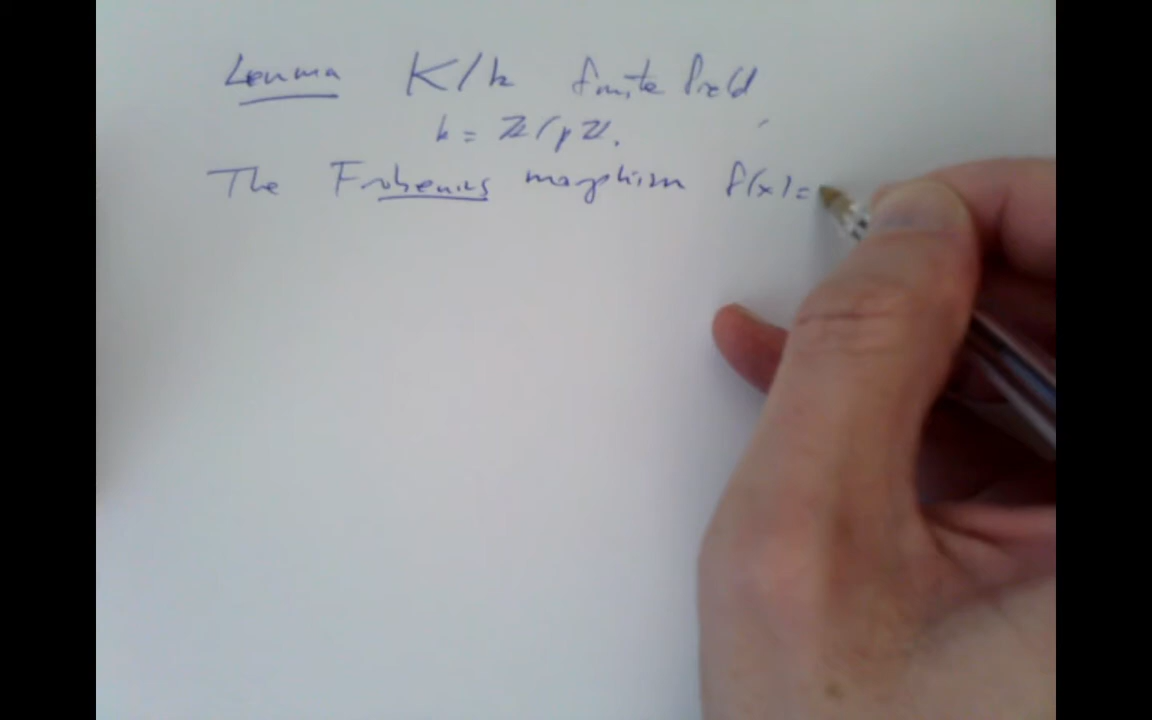 Lemma K/k finite field
k = ℤ/pℤ.
The Frobenius morphism f(x)=